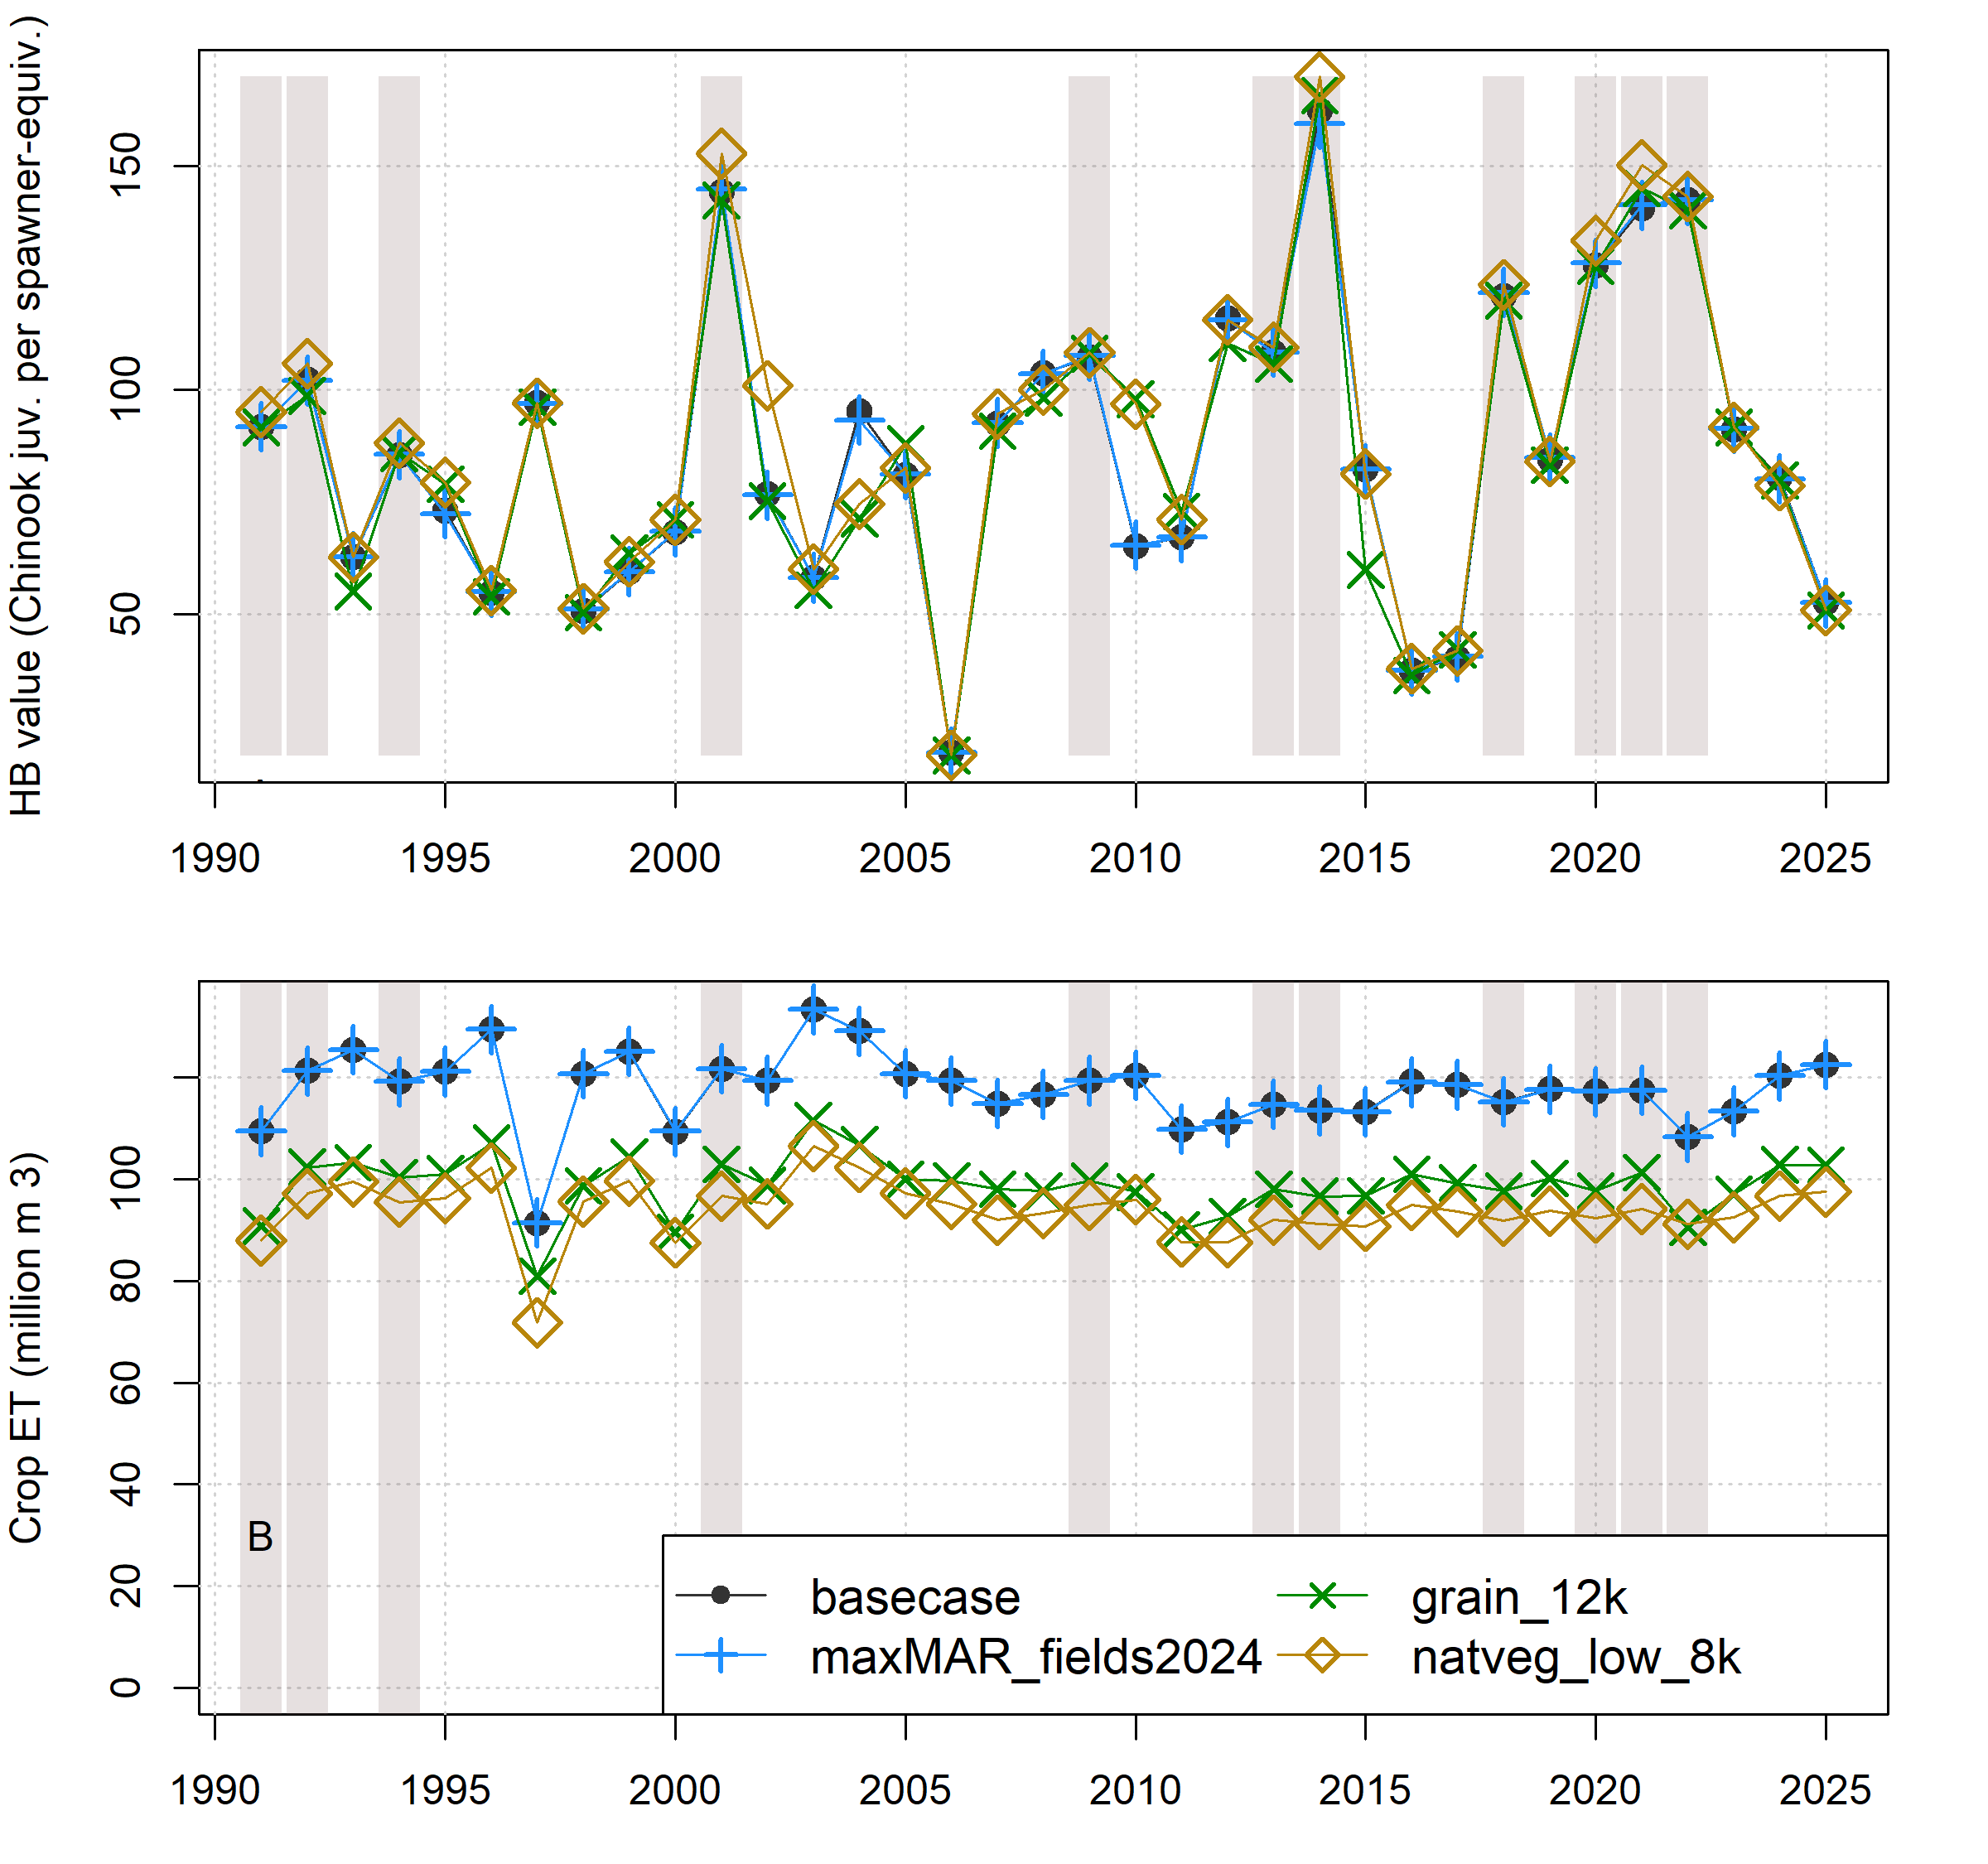 HB value (Chinook juv. per spawner-equiv.)
150
100
50
1990 1995 2000 2005 2010 2015 2020 2025
Crop ET (million m 3)
100
80
60
40
20
0
B
basecase
grain_12k
maxMAR_fields2024
natveg_low_8k
1990 1995 2000 2005 2010 2015 2020 2025